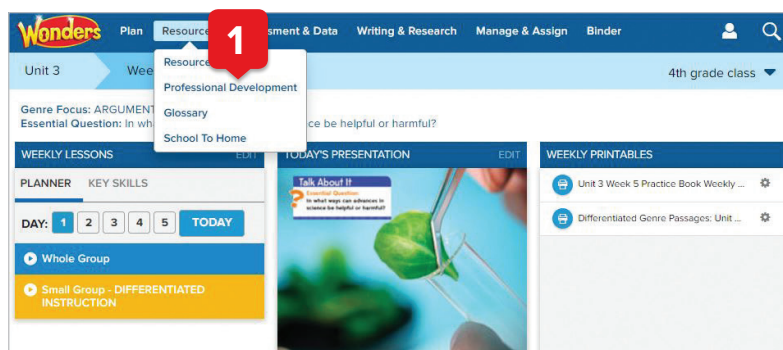 Wonders Plan Resource sment & Data Writing & Research Manage & Assign Binder
1
Resource
Professional Development
Glossary
School To Home
Unit 3 Wee 4th grade class
Genre Focus: ARGUMENT
Essential Question: In wh ce be helpful or harmful?
WEEKLY LESSONS EDIT
PLANNER KEY SKILLS
DAY: 1 2 3 4 5 TODAY
Whole Group
Small Group - DIFFERENTIATED
INSTRUCTION
TODAY'S PRESENTATION EDIT
Talk About It
Essential Question
In what ways can advances in
science be helpful or harmful?
WEEKLY PRINTABLES
Unit 3 Week 5 Practice Book Weekly ...
Differentiated Genre Passages: Unit ...